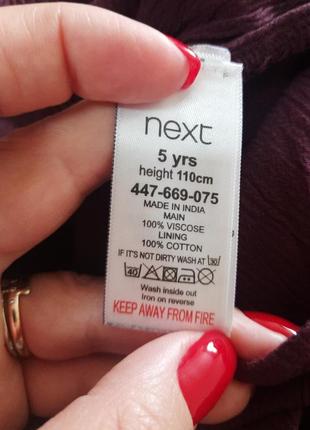 next
5 yrs
height 110cm
447-669-075
MADE IN INDIA
MAIN
100% VISCOSE
LINING
100% COTTON
IF IT'S NOT DIRTY WASH AT 30
40
Wash inside out
Iron on reverse
KEEP AWAY FROM FIRE